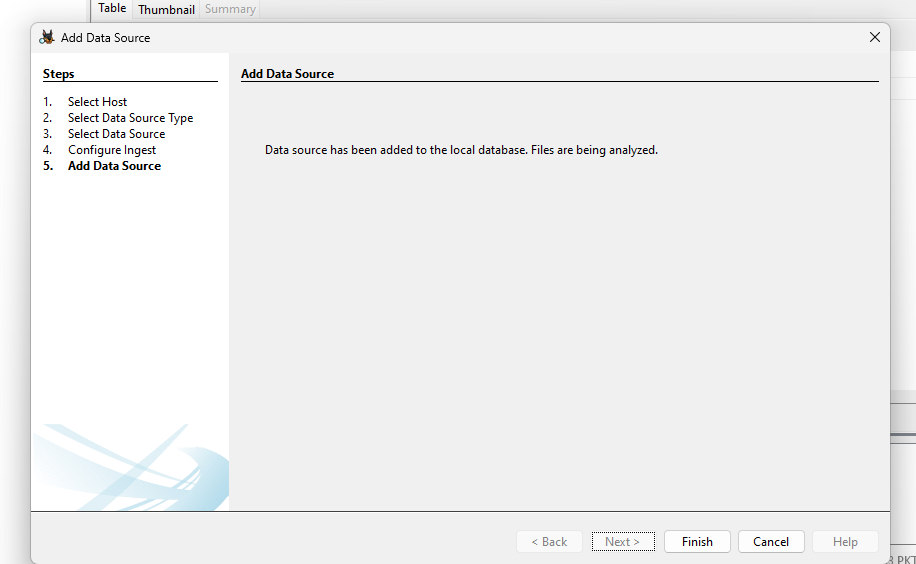 Table Thumbnail Summary
Add Data Source
Steps
1. Select Host
2. Select Data Source Type
3. Select Data Source
4. Configure Ingest
5. Add Data Source
Add Data Source
Data source has been added to the local database. Files are being analyzed.
< Back Next > Finish Cancel Help